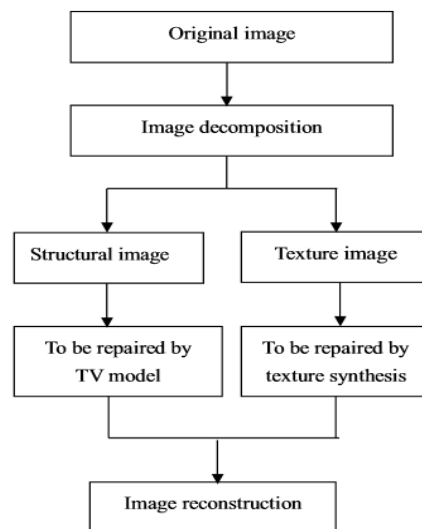 Original image
Image decomposition
Structural image
Texture image
To be repaired by
TV model
To be repaired by
texture synthesis
Image reconstruction